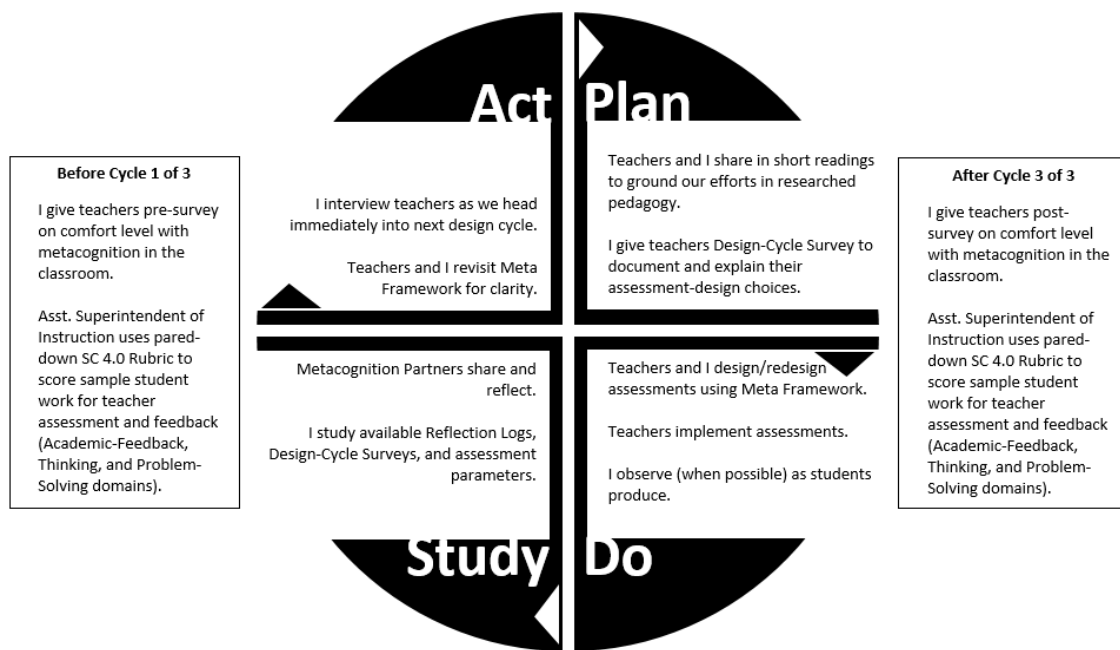 Before Cycle 1 of 3
I give teachers pre-survey
on comfort level with
metacognition in the
classroom.
Asst. Superintendent of
Instruction uses pared-
down SC 4.0 Rubric to
score sample student
work for teacher
assessment and feedback
(Academic-Feedback,
Thinking, and Problem-
Solving domains).
Act
I interview teachers as we head
immediately into next design cycle.
Teachers and I revisit Meta
Framework for clarity.
Plan
Teachers and I share in short readings
to ground our efforts in researched
pedagogy.
I give teachers Design-Cycle Survey to
document and explain their
assessment-design choices.
Metacognition Partners share and
reflect.
I study available Reflection Logs,
Design-Cycle Surveys, and assessment
parameters.
Study
Teachers and I design/redesign
assessments using Meta Framework.
Teachers implement assessments.
I observe (when possible) as students
produce.
Do
After Cycle 3 of 3
I give teachers post-
survey on comfort level
with metacognition in the
classroom.
Asst. Superintendent of
Instruction uses pared-
down SC 4.0 Rubric to
score sample student
work for teacher
assessment and feedback
(Academic-Feedback,
Thinking, and Problem-
Solving domains).